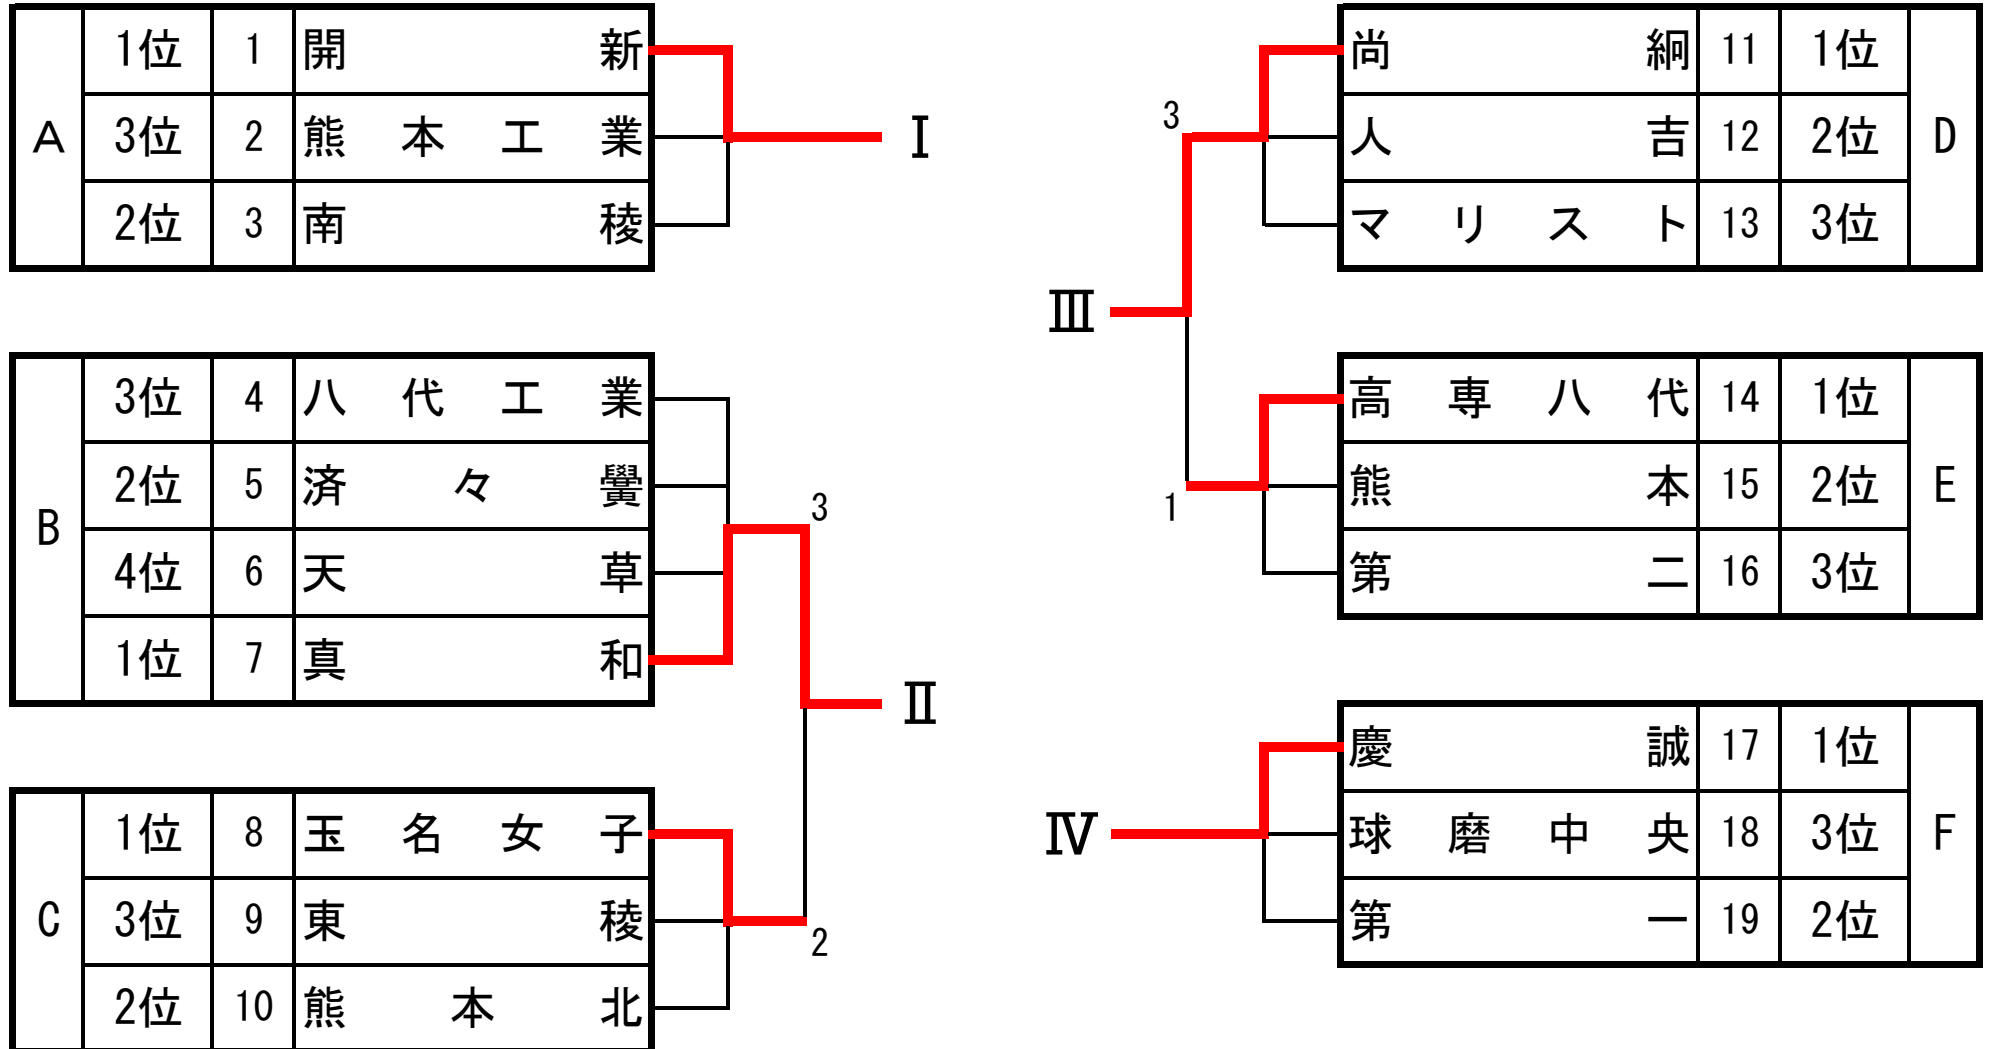 A
1位 1 開新
3位 2 熊本工業
2位 3 南稜
Ⅰ
B
3位 4 八代工業
2位 5 済々黌
4位 6 天草
1位 7 真和
3
Ⅱ
C
1位 8 玉名女子
3位 9 東稜
2位 10 熊本北
2
尚絅 11 1位
人吉 12 2位
マリスト 13 3位
D
3
Ⅲ
高専八代 14 1位
熊本 15 2位
第二 16 3位
E
1
慶誠 17 1位
球磨中央 18 3位
第一 19 2位
F
Ⅳ